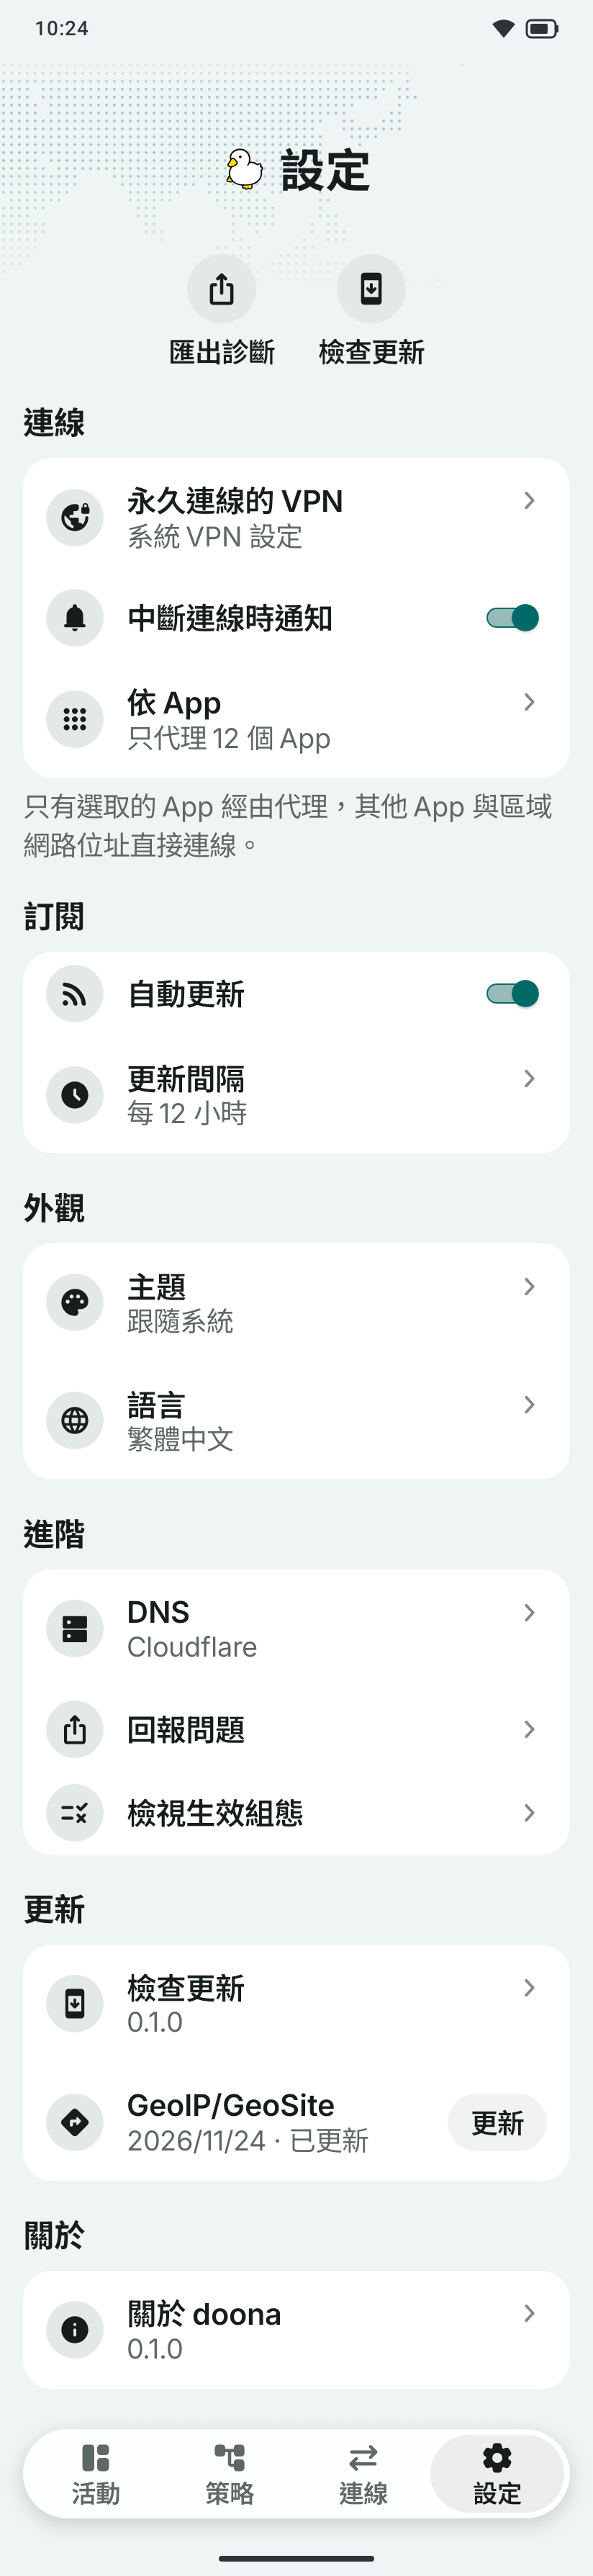 10:24
設定
匯出診斷
檢查更新
連線
永久連線的 VPN
系統 VPN 設定
中斷連線時通知
依 App
只代理 12 個 App
只有選取的 App 經由代理，其他 App 與區域
網路位址直接連線。
訂閱
自動更新
更新間隔
每 12 小時
外觀
主題
跟隨系統
語言
繁體中文
進階
DNS
Cloudflare
回報問題
檢視生效組態
更新
檢查更新
0.1.0
GeoIP/GeoSite
2026/11/24 · 已更新
更新
關於
關於 doona
0.1.0
活動
策略
連線
設定